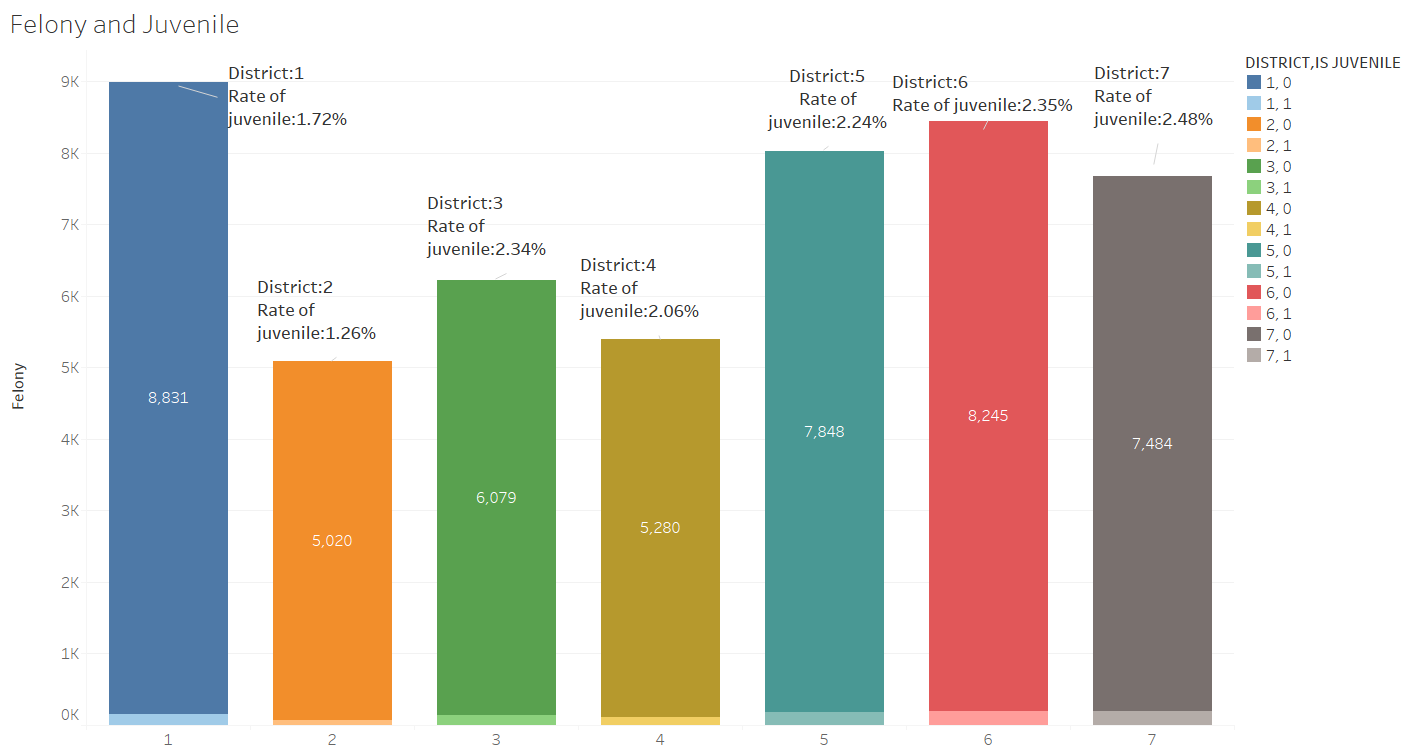 Felony and Juvenile
Felony
9K
8K
7K
6K
5K
4K
3K
2K
1K
0K
District:1
Rate of
juvenile:1.72%
District:2
Rate of
juvenile:1.26%
District:3
Rate of
juvenile:2.34%
District:4
Rate of
juvenile:2.06%
District:5
Rate of
juvenile:2.24%
District:6
Rate of juvenile:2.35%
District:7
Rate of
juvenile:2.48%
8,831
5,020
6,079
5,280
7,848
8,245
7,484
1
2
3
4
5
6
7
DISTRICT,IS JUVENILE
1, 0
1, 1
2, 0
2, 1
3, 0
3, 1
4, 0
4, 1
5, 0
5, 1
6, 0
6, 1
7, 0
7, 1